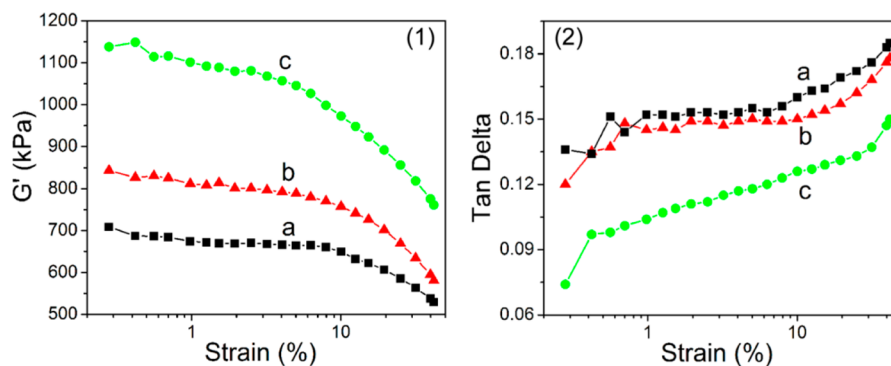 1200
1100
1000
900
800
700
600
500
G' (kPa)
(1)
c
b
a
1
10
Strain (%)
0.18
0.15
0.12
0.09
0.06
Tan Delta
(2)
a
b
c
1
10
Strain (%)